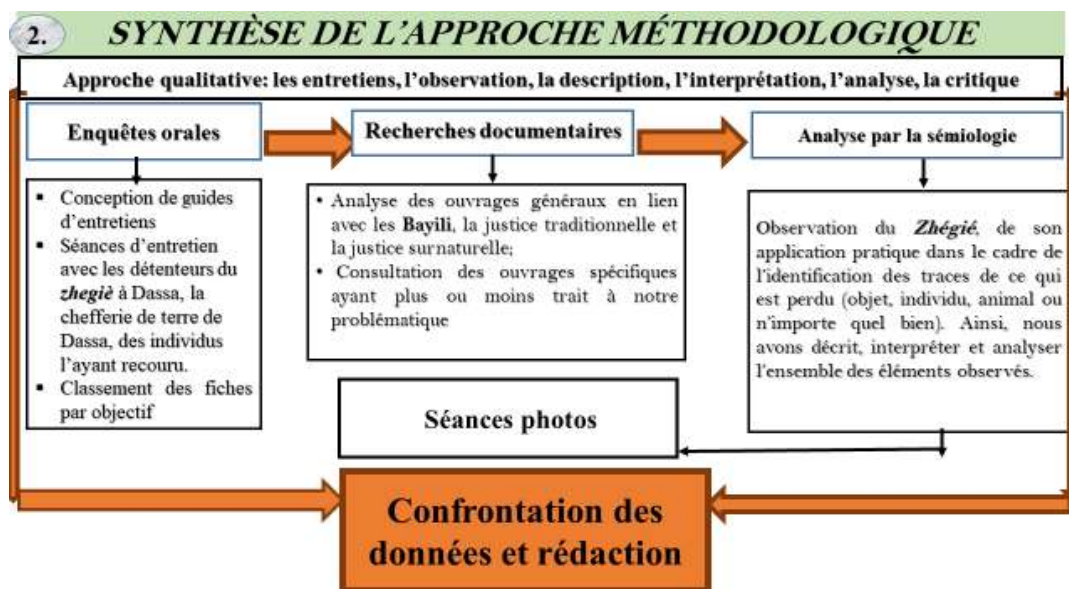 2. SYNTHÈSE DE L’APPROCHE MÉTHODOLOGIQUE
Approche qualitative: les entretiens, l’observation, la description, l’interprétation, l’analyse, la critique
Enquêtes orales
▪ Conception de guides
d’entretiens
▪ Séances d’entretien
avec les détenteurs du
zhegiè à Dassa, la
chefferie de terre de
Dassa, des individus
l’ayant recouru.
▪ Classement des fiches
par objectif
Recherches documentaires
• Analyse des ouvrages généraux en lien
avec les Bayili, la justice traditionnelle et
la justice surnaturelle;
• Consultation des ouvrages spécifiques
ayant plus ou moins trait à notre
problématique
Analyse par la sémiologie
Observation du Zhégié, de son
application pratique dans le cadre de
l’identification des traces de ce qui
est perdu (objet, individu, animal ou
n’importe quel bien). Ainsi, nous
avons décrit, interpréter et analyser
l’ensemble des éléments observés.
Séances photos
Confrontation des
données et rédaction